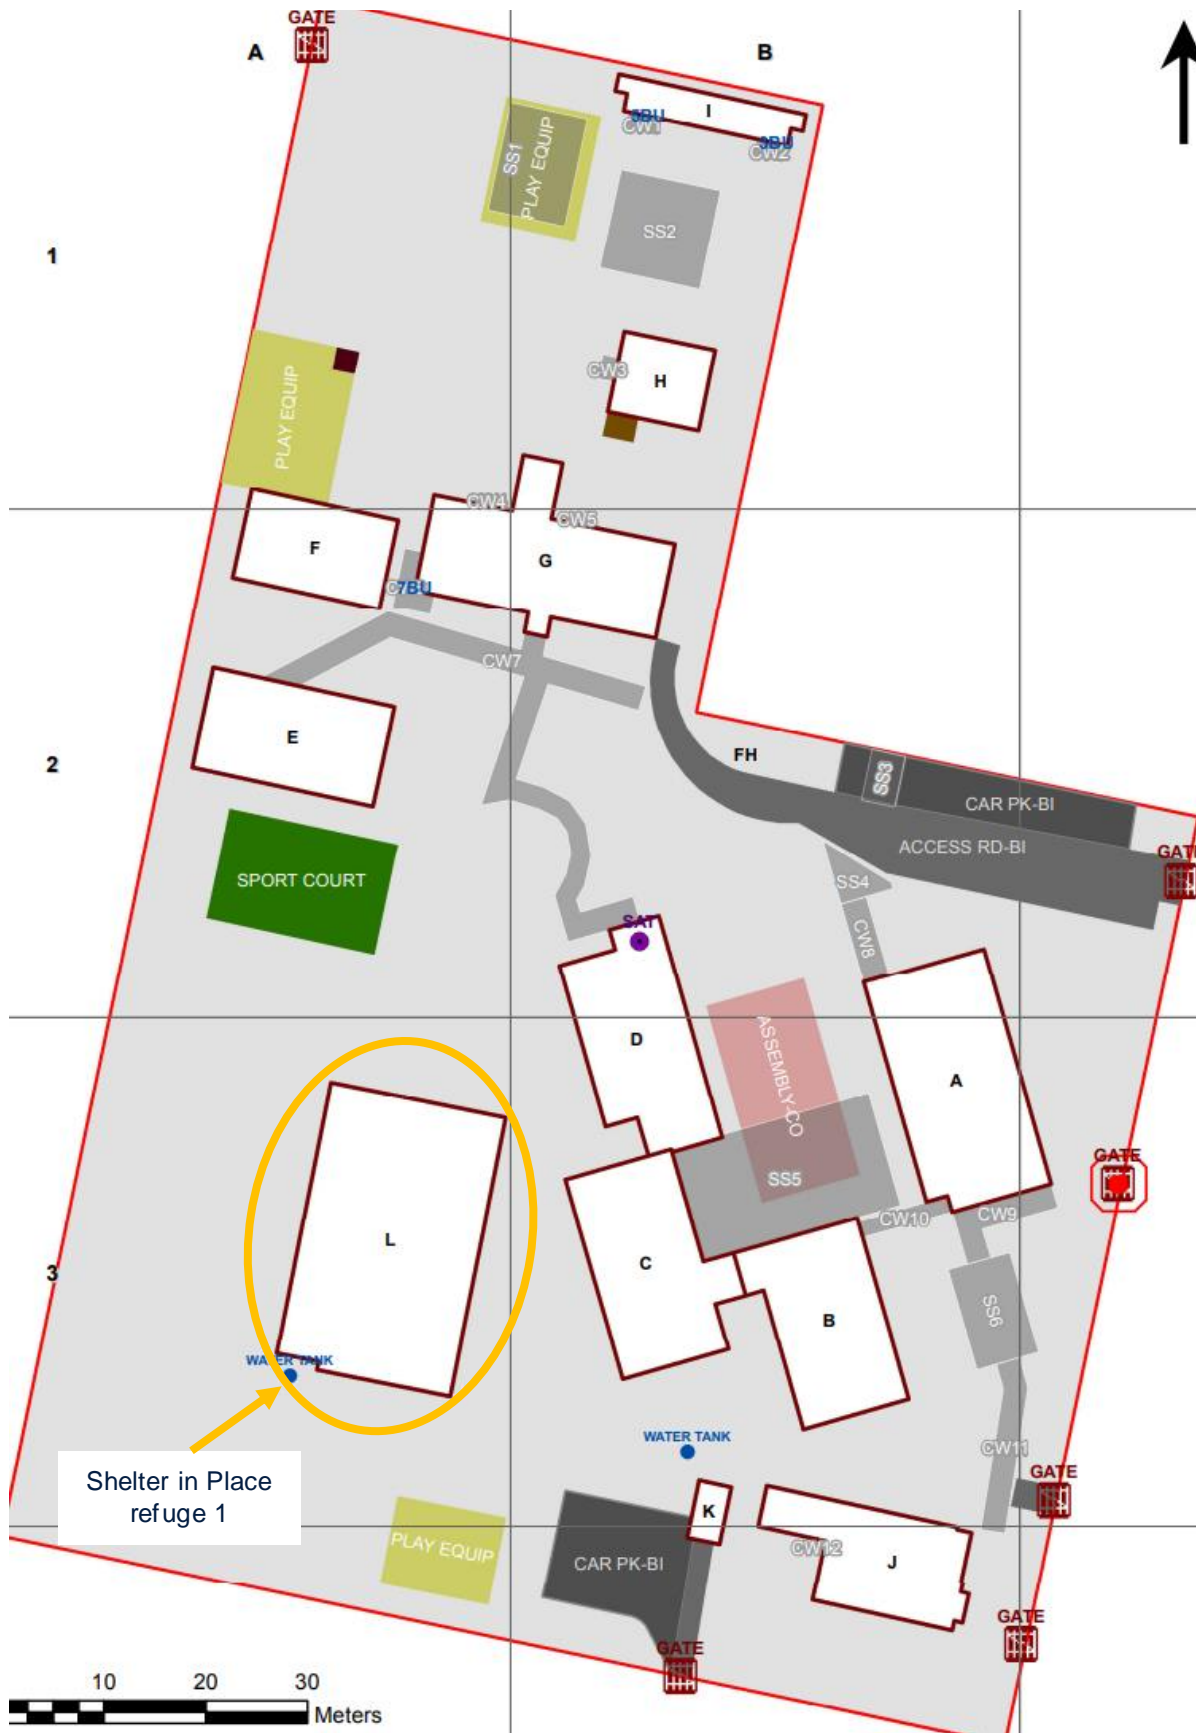 GATE
A
B
I
5BU
CW1
3BU
CW2
SS1
PLAY EQUIP
SS2
1
CW3
H
PLAY EQUIP
CW4
CW5
F
G
7BU
CW7
E
2
FH
SS3
CAR PK-BI
ACCESS RD-BI
GATE
SPORT COURT
SS4
SAT
CW8
D
ASSEMBLY-CO
A
GATE
SS5
CW10
CW9
L
C
3
SS6
B
WATER TANK
WATER TANK
CW11
Shelter in Place
refuge 1
GATE
K
PLAY EQUIP
CAR PK-BI
CW12
J
GATE
GATE
10
20
30
Meters